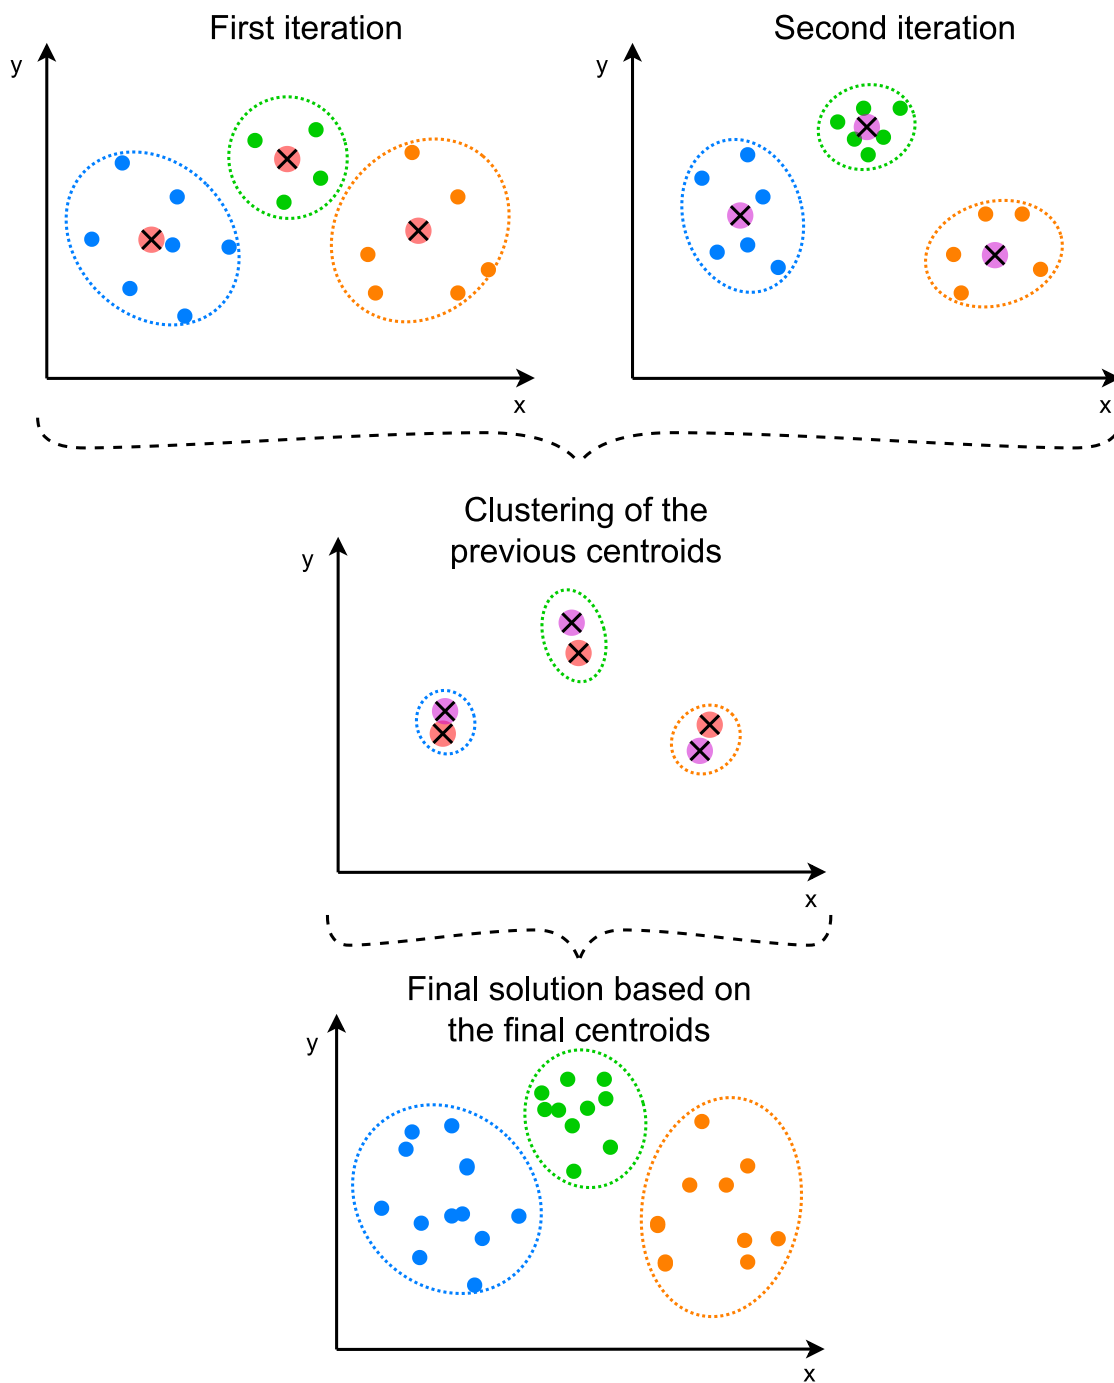 First iteration
Second iteration
y
y
x
x
Clustering of the
previous centroids
y
x
Final solution based on
the final centroids
y
x